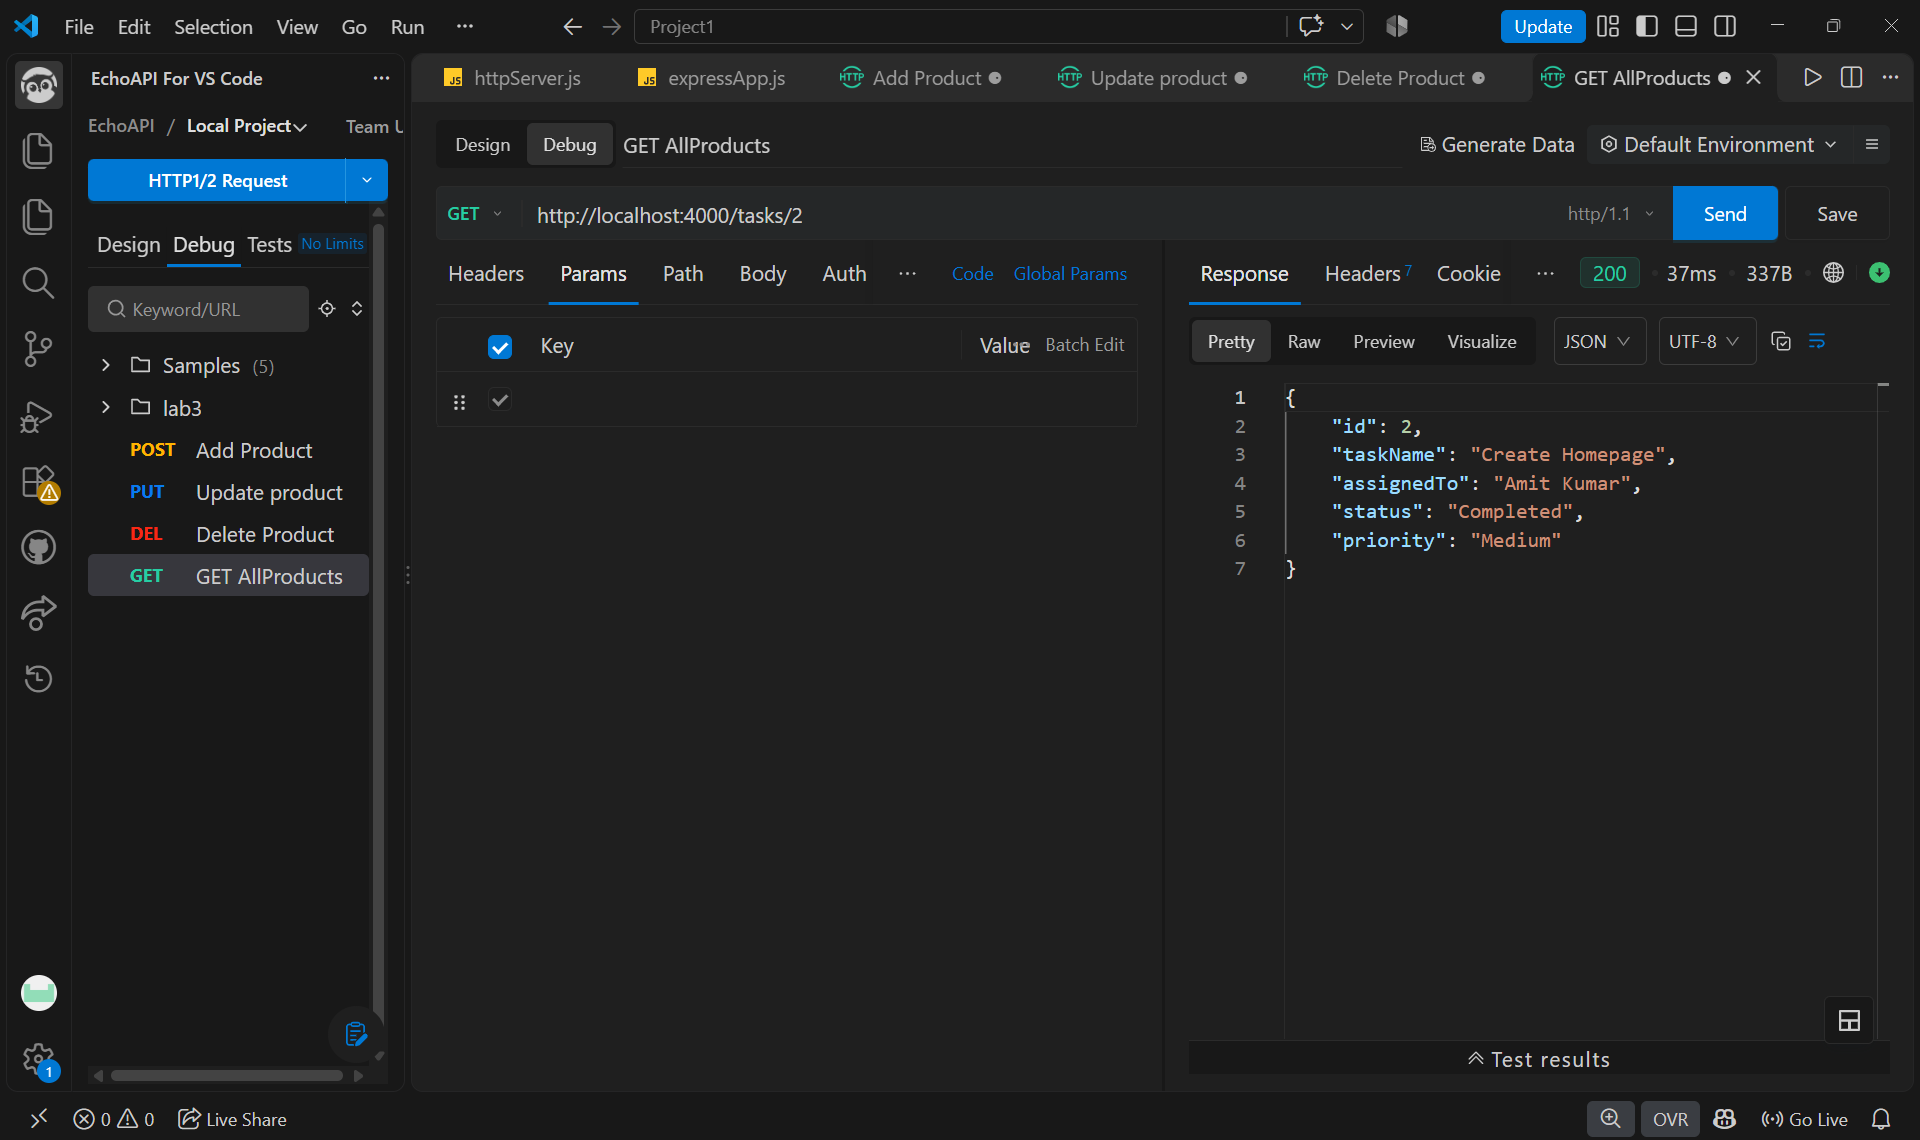 File Edit Selection View Go Run ··· Project1 Update
EchoAPI For VS Code ···
httpServer.js expressApp.js Add Product Update product Delete Product GET AllProducts ···
EchoAPI / Local Project Team U
Design Debug GET AllProducts Generate Data Default Environment
HTTP1/2 Request
GET http://localhost:4000/tasks/2 http/1.1 Send Save
Design Debug Tests No Limits
Headers Params Path Body Auth ··· Code Global Params
Response Headers 7 Cookie ··· 200 37ms 337B
Keyword/URL
Key Value Batch Edit
Pretty Raw Preview Visualize JSON UTF-8
Samples (5)
lab3
POST Add Product
PUT Update product
DEL Delete Product
GET GET AllProducts
1 {
2 "id": 2,
3 "taskName": "Create Homepage",
4 "assignedTo": "Amit Kumar",
5 "status": "Completed",
6 "priority": "Medium"
7 }
Test results
1
0 0 Live Share OVR Go Live